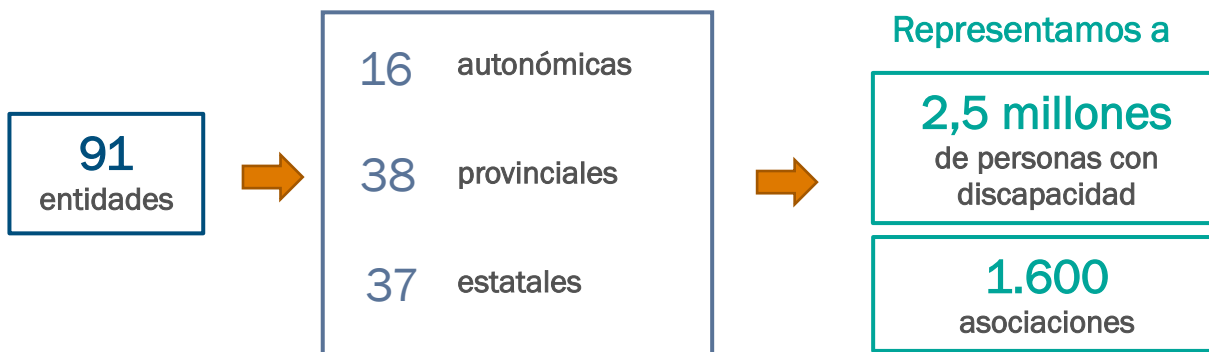 91
entidades
16 autonómicas
38 provinciales
37 estatales
Representamos a
2,5 millones
de personas con
discapacidad
1.600
asociaciones